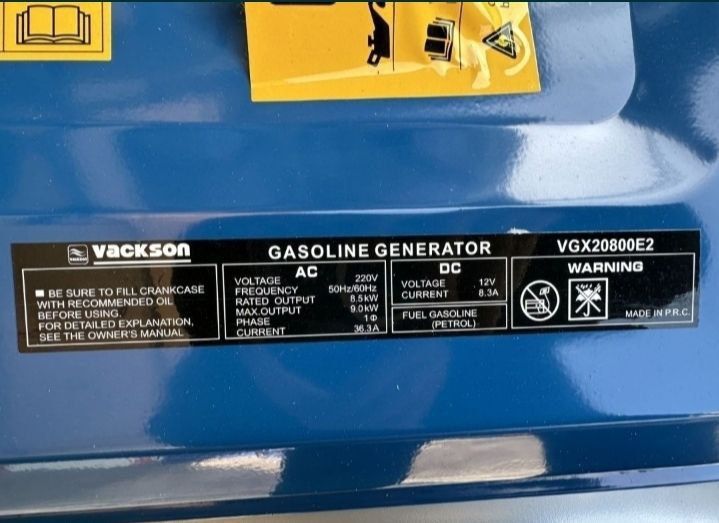 VACKSON
GASOLINE GENERATOR
VGX20800E2
■ BE SURE TO FILL CRANKCASE
WITH RECOMMENDED OIL
BEFORE USING.
FOR DETAILED EXPLANATION,
SEE THE OWNER'S MANUAL
AC
VOLTAGE 220V
FREQUENCY 50Hz/60Hz
RATED OUTPUT 8.5kW
MAX.OUTPUT 9.0kW
PHASE 1Φ
CURRENT 36.3A
DC
VOLTAGE 12V
CURRENT 8.3A
FUEL GASOLINE
(PETROL)
WARNING
MADE IN P.R.C.